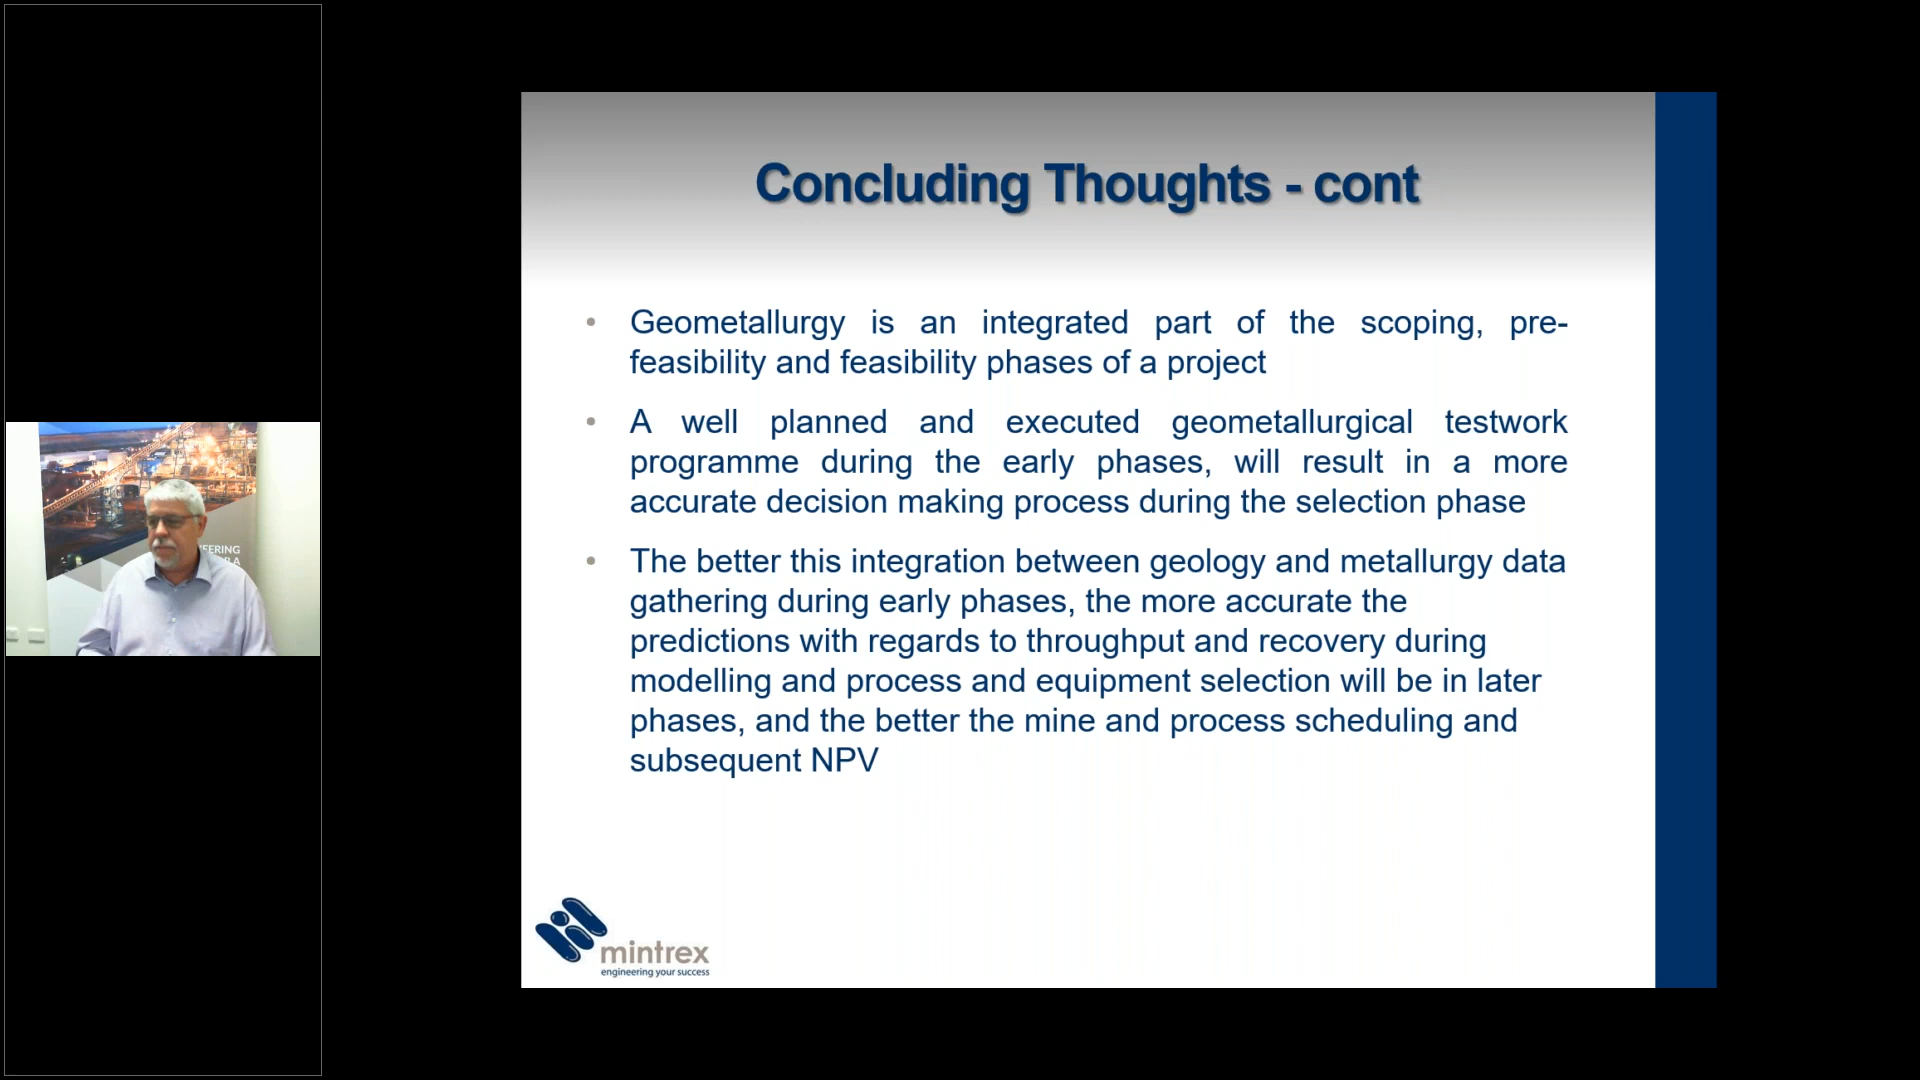 Concluding Thoughts - cont
• Geometallurgy is an integrated part of the scoping, pre-
feasibility and feasibility phases of a project
• A well planned and executed geometallurgical testwork
programme during the early phases, will result in a more
accurate decision making process during the selection phase
• The better this integration between geology and metallurgy data
gathering during early phases, the more accurate the
predictions with regards to throughput and recovery during
modelling and process and equipment selection will be in later
phases, and the better the mine and process scheduling and
subsequent NPV
mintrex
engineering your success